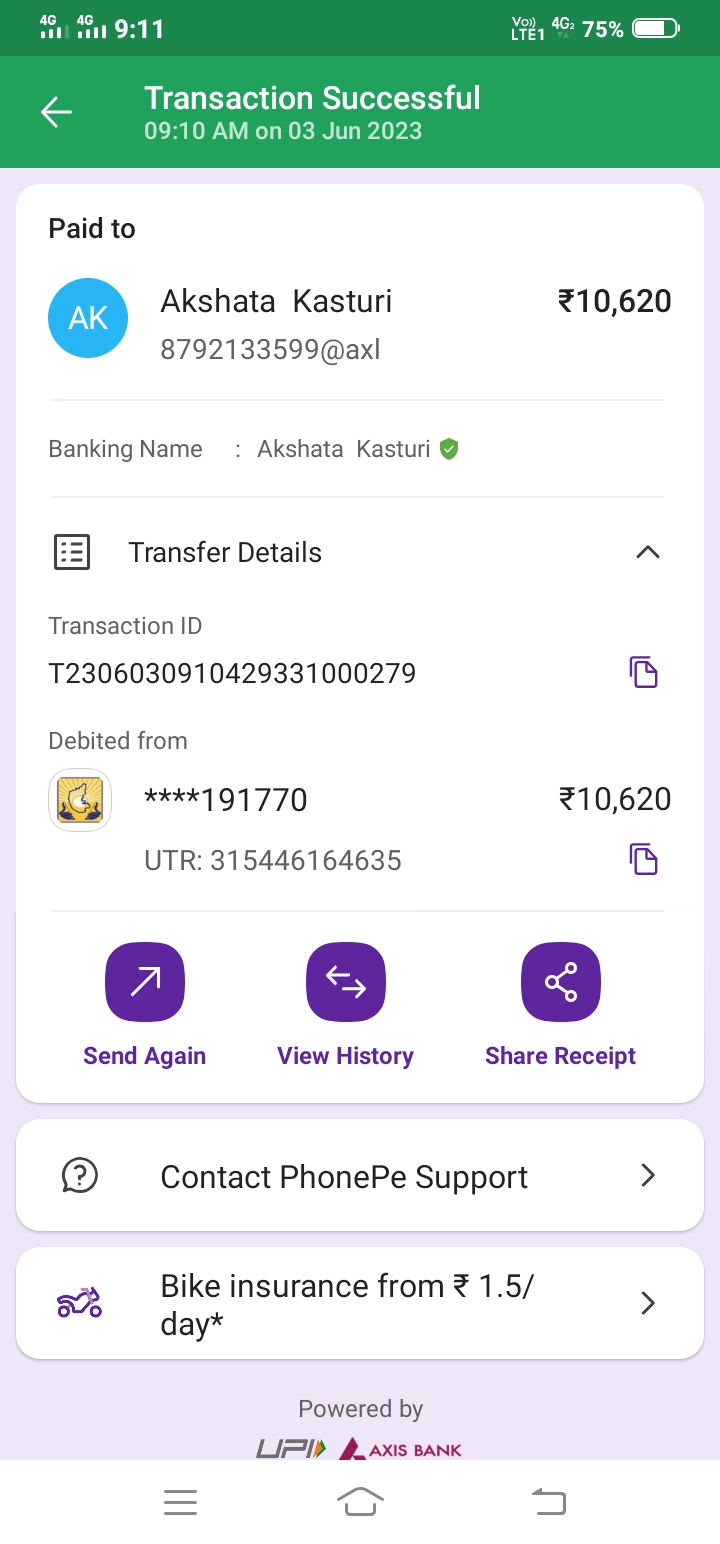 4G 4G 9:11 Vo)) LTE1 4G2 75%
Transaction Successful
09:10 AM on 03 Jun 2023
Paid to
AK Akshata Kasturi ₹10,620
8792133599@axl
Banking Name : Akshata Kasturi
Transfer Details
Transaction ID
T2306030910429331000279
Debited from
****191770 ₹10,620
UTR: 315446164635
Send Again View History Share Receipt
Contact PhonePe Support
Bike insurance from ₹ 1.5/
day*
Powered by
UPI AXIS BANK